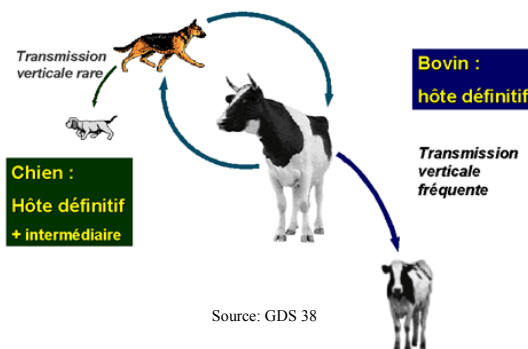 Transmission
verticale rare
Chien :
Hôte définitif
+ intermédiaire
Bovin :
hôte définitif
Transmission
verticale
fréquente
Source: GDS 38